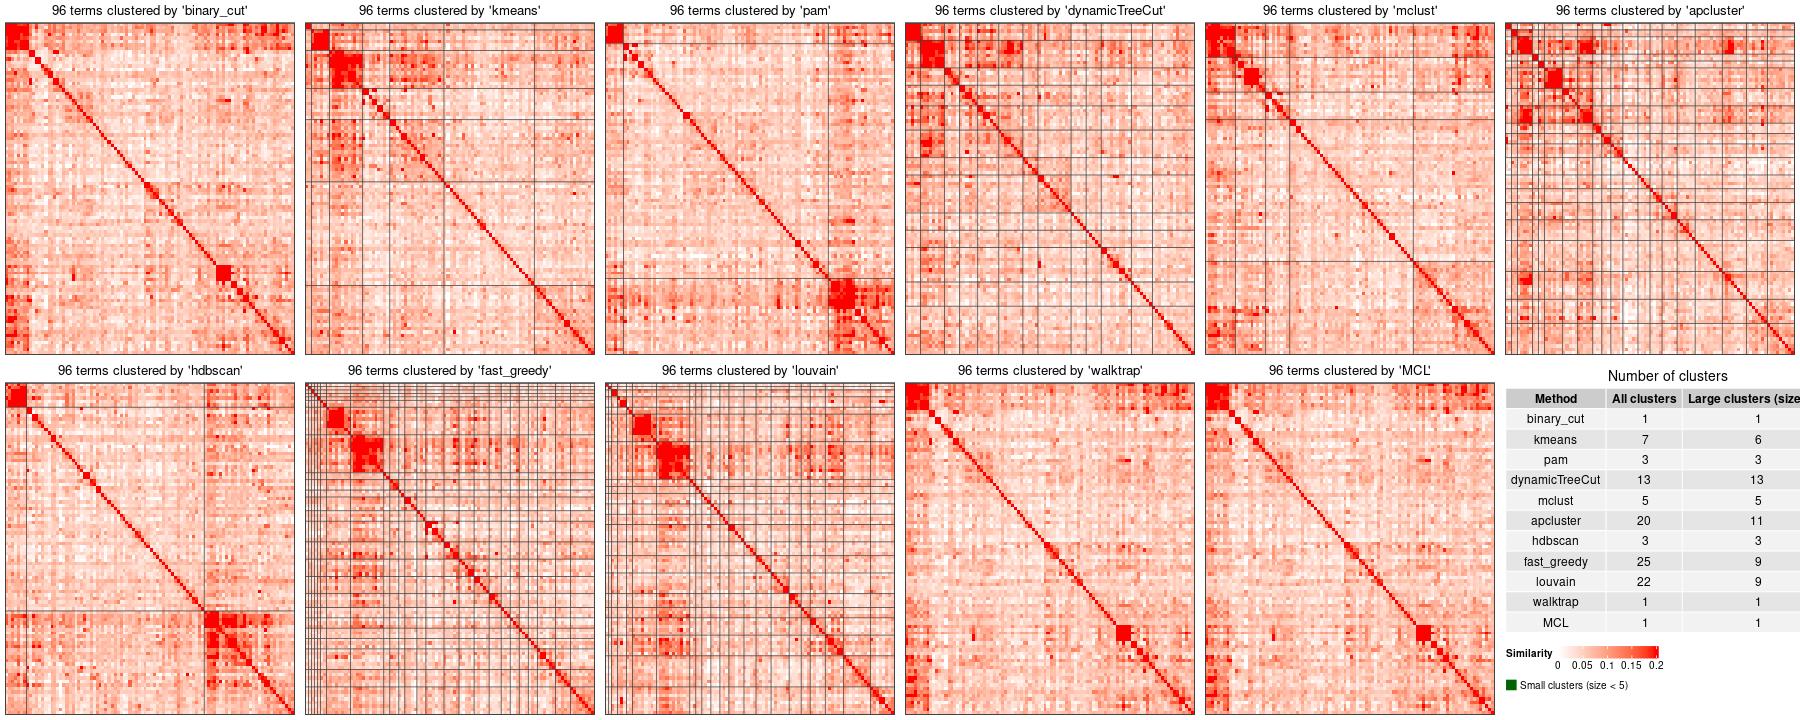 96 terms clustered by 'binary_cut'
96 terms clustered by 'kmeans'
96 terms clustered by 'pam'
96 terms clustered by 'dynamicTreeCut'
96 terms clustered by 'mclust'
96 terms clustered by 'apcluster'
96 terms clustered by 'hdbscan'
96 terms clustered by 'fast_greedy'
96 terms clustered by 'louvain'
96 terms clustered by 'walktrap'
96 terms clustered by 'MCL'
Number of clusters
Method All clusters Large clusters (size
binary_cut 1 1
kmeans 7 6
pam 3 3
dynamicTreeCut 13 13
mclust 5 5
apcluster 20 11
hdbscan 3 3
fast_greedy 25 9
louvain 22 9
walktrap 1 1
MCL 1 1
Similarity
0 0.05 0.1 0.15 0.2
Small clusters (size < 5)